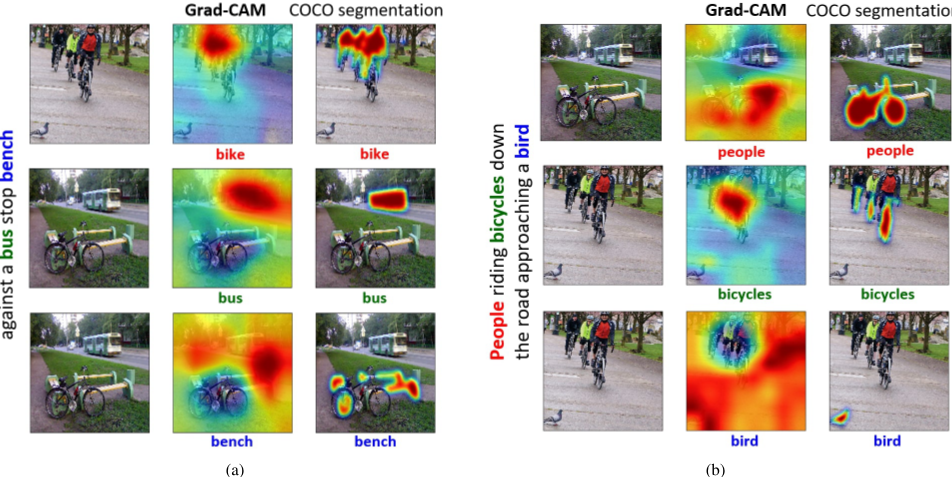 Grad-CAM COCO segmentation
bike bike
against a bus stop bench
bus bus
bench bench
(a)
Grad-CAM COCO segmentation
people people
People riding bicycles down
the road approaching a bird
bicycles bicycles
bird bird
(b)